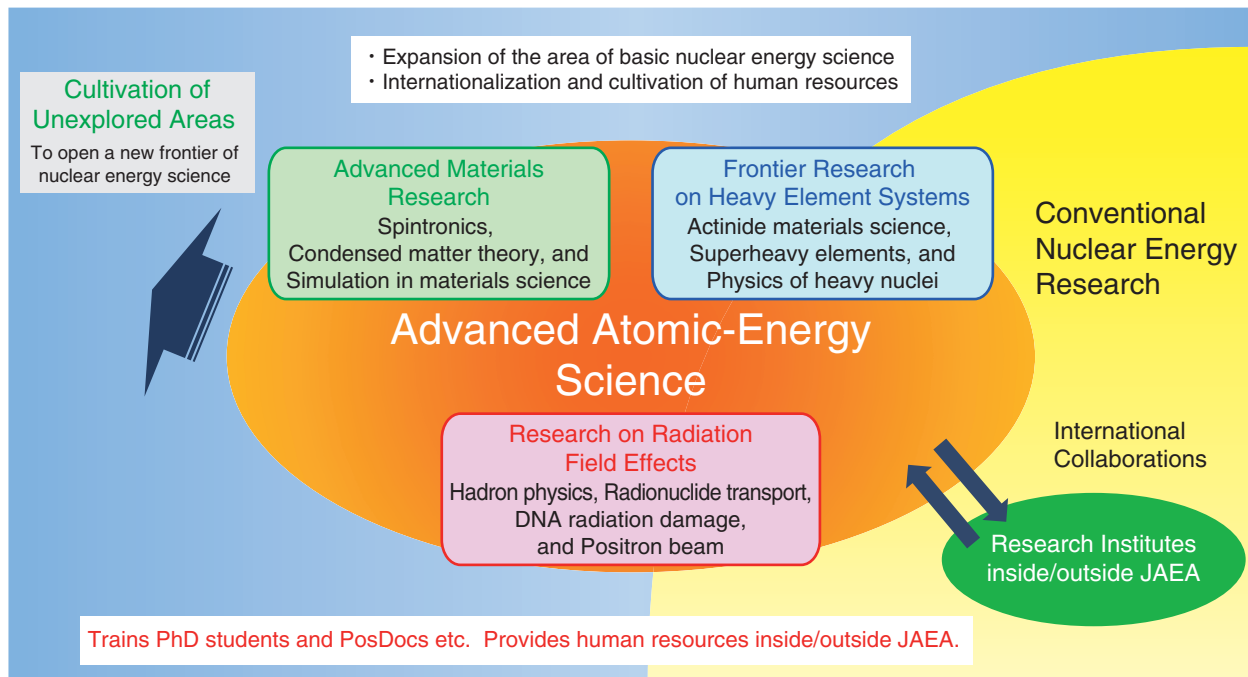 ・Expansion of the area of basic nuclear energy science
・Internationalization and cultivation of human resources
Cultivation of
Unexplored Areas
To open a new frontier of
nuclear energy science
Advanced Materials
Research
Spintronics,
Condensed matter theory, and
Simulation in materials science
Frontier Research
on Heavy Element Systems
Actinide materials science,
Superheavy elements, and
Physics of heavy nuclei
Conventional
Nuclear Energy
Research
Advanced Atomic-Energy
Science
Research on Radiation
Field Effects
Hadron physics, Radionuclide transport,
DNA radiation damage,
and Positron beam
International
Collaborations
Research Institutes
inside/outside JAEA
Trains PhD students and PosDocs etc. Provides human resources inside/outside JAEA.